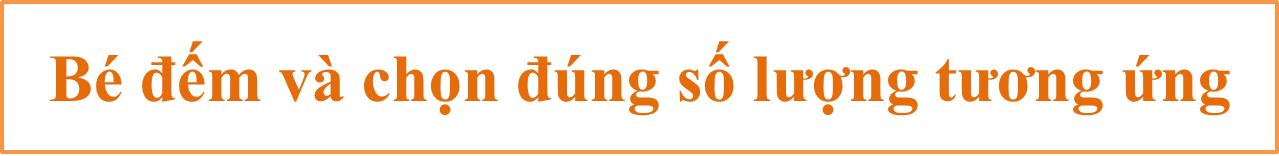 Bé đếm và chọn đúng số lượng tương ứng